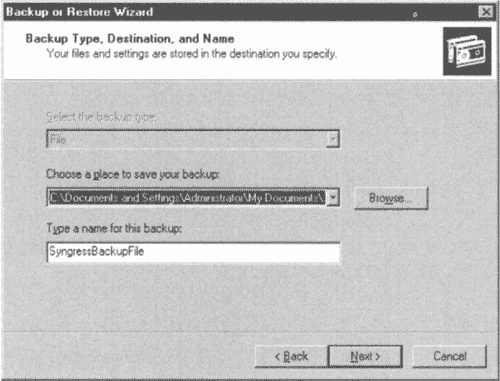 Backup or Restore Wizard
Backup Type, Destination, and Name
Your files and settings are stored in the destination you specify.
Select the backup type:
File
Choose a place to save your backup:
C:\Documents and Settings\Administrator\My Documents\
Browse...
Type a name for this backup:
SyngressBackupFile
< Back
Next >
Cancel